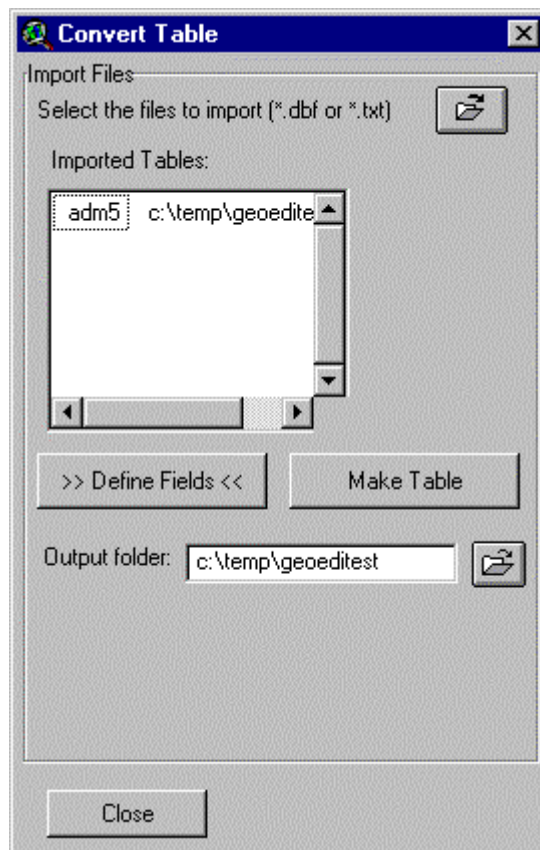 Convert Table
Import Files
Select the files to import (*.dbf or *.txt)
Imported Tables:
adm5 c:\temp\geoedite
>> Define Fields <<
Make Table
Output folder: c:\temp\geoeditest
Close